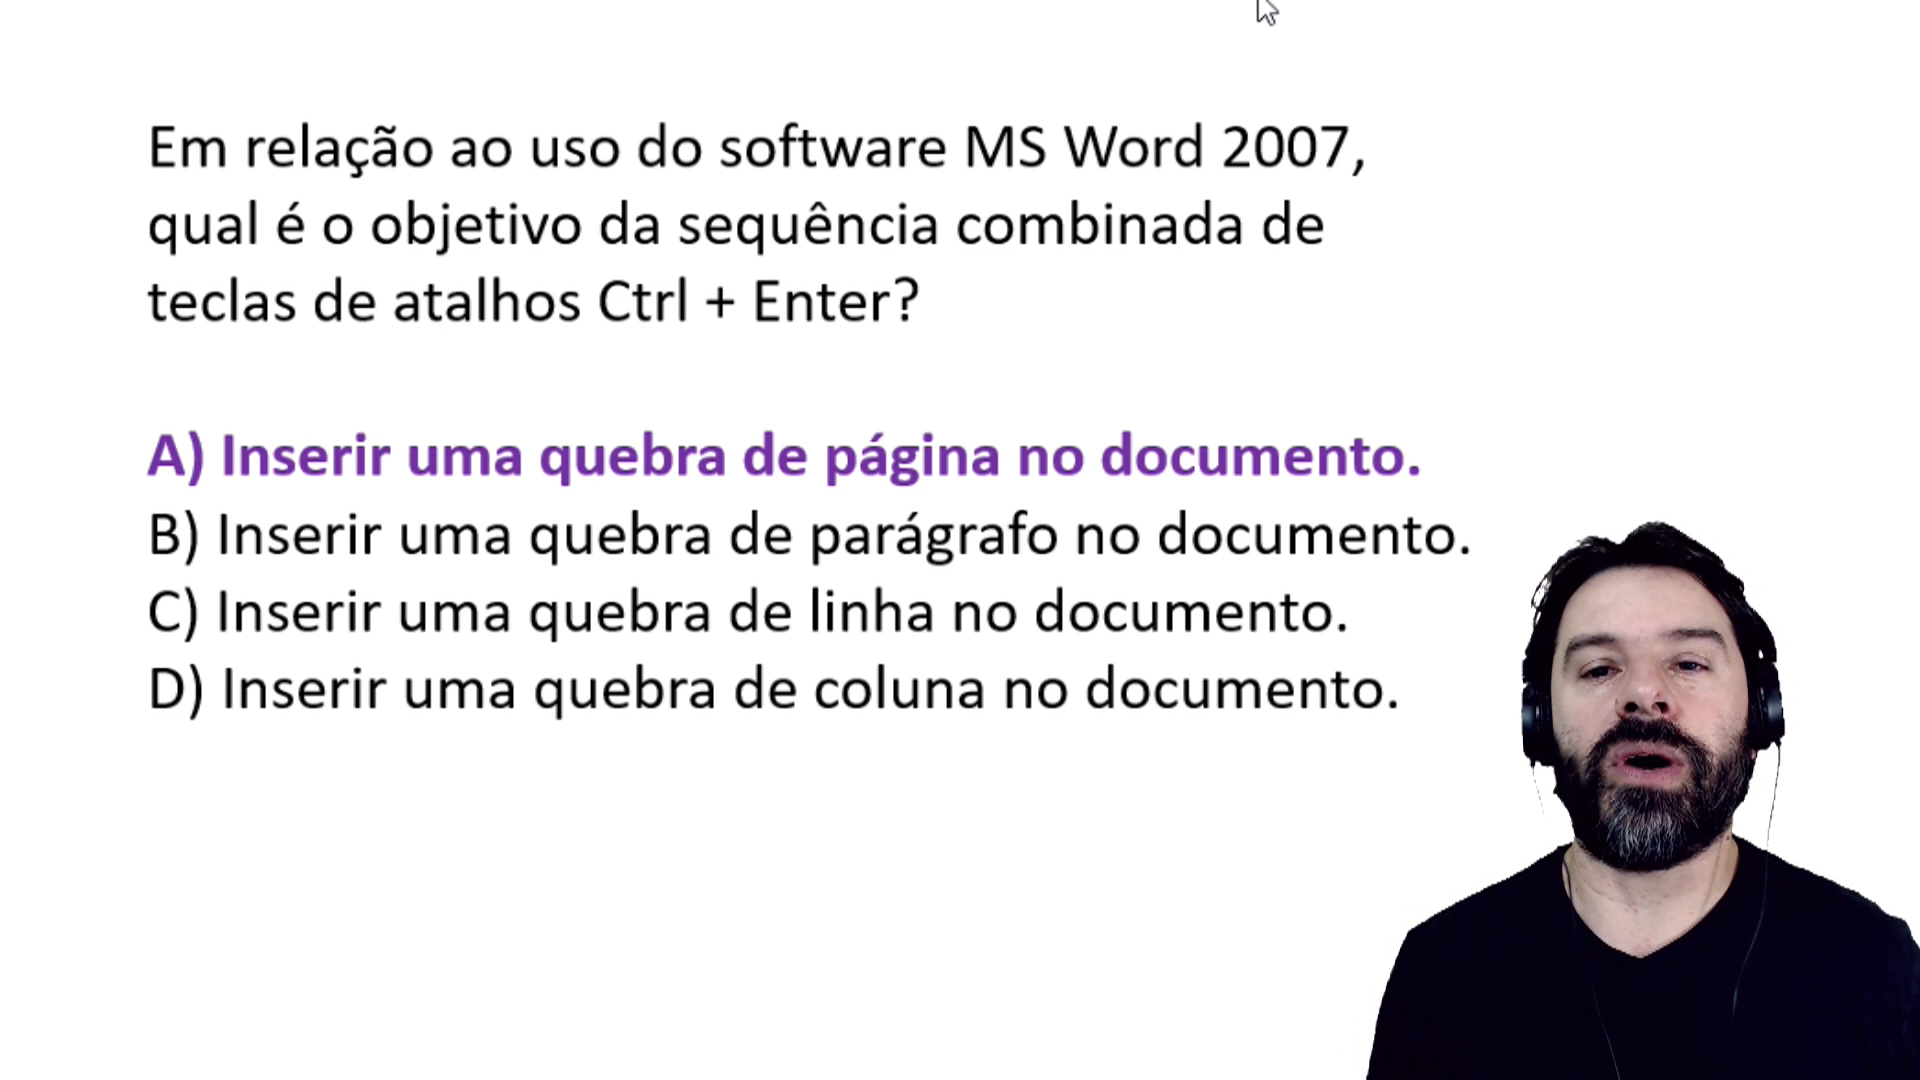 Em relação ao uso do software MS Word 2007,
qual é o objetivo da sequência combinada de
teclas de atalhos Ctrl + Enter?
A) Inserir uma quebra de página no documento.
B) Inserir uma quebra de parágrafo no documento.
C) Inserir uma quebra de linha no documento.
D) Inserir uma quebra de coluna no documento.